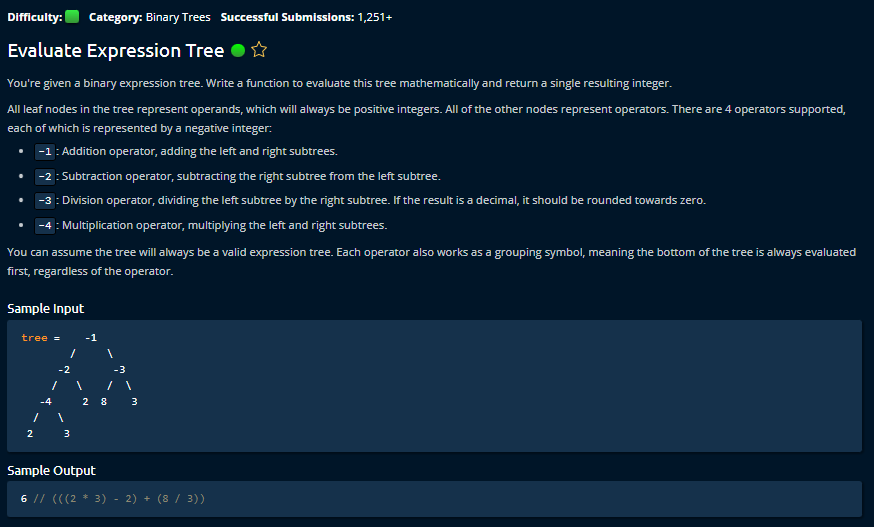 Difficulty: Category: Binary Trees Successful Submissions: 1,251+
Evaluate Expression Tree
You're given a binary expression tree. Write a function to evaluate this tree mathematically and return a single resulting integer.
All leaf nodes in the tree represent operands, which will always be positive integers. All of the other nodes represent operators. There are 4 operators supported,
each of which is represented by a negative integer:
• -1 : Addition operator, adding the left and right subtrees.
• -2 : Subtraction operator, subtracting the right subtree from the left subtree.
• -3 : Division operator, dividing the left subtree by the right subtree. If the result is a decimal, it should be rounded towards zero.
• -4 : Multiplication operator, multiplying the left and right subtrees.
You can assume the tree will always be a valid expression tree. Each operator also works as a grouping symbol, meaning the bottom of the tree is always evaluated
first, regardless of the operator.
Sample Input
tree = -1
/ \
-2 -3
/ \ / \
-4 2 8 3
/ \
2 3
Sample Output
6 // (((2 * 3) - 2) + (8 / 3))